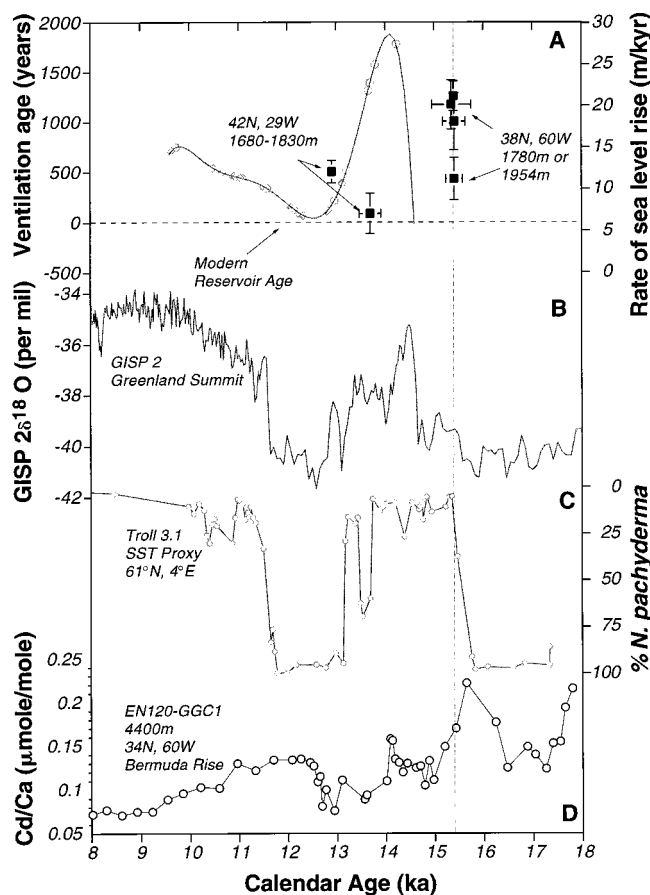 2000
1500
1000
500
0
-500
Ventilation age (years)
A
42N, 29W
1680-1830m
38N, 60W
1780m or
1954m
Modern
Reservoir Age
30
25
20
15
10
5
0
Rate of sea level rise (m/kyr)
-34
-36
-38
-40
-42
GISP 2δ18 O (per mil)
B
GISP 2
Greenland Summit
C
Troll 3.1
SST Proxy
61°N, 4°E
0
25
50
75
100
% N. pachyderma
0.25
0.2
0.15
0.1
0.05
Cd/Ca (μmole/mole)
EN120-GGC1
4400m
34N, 60W
Bermuda Rise
D
8 9 10 11 12 13 14 15 16 17 18
Calendar Age (ka)